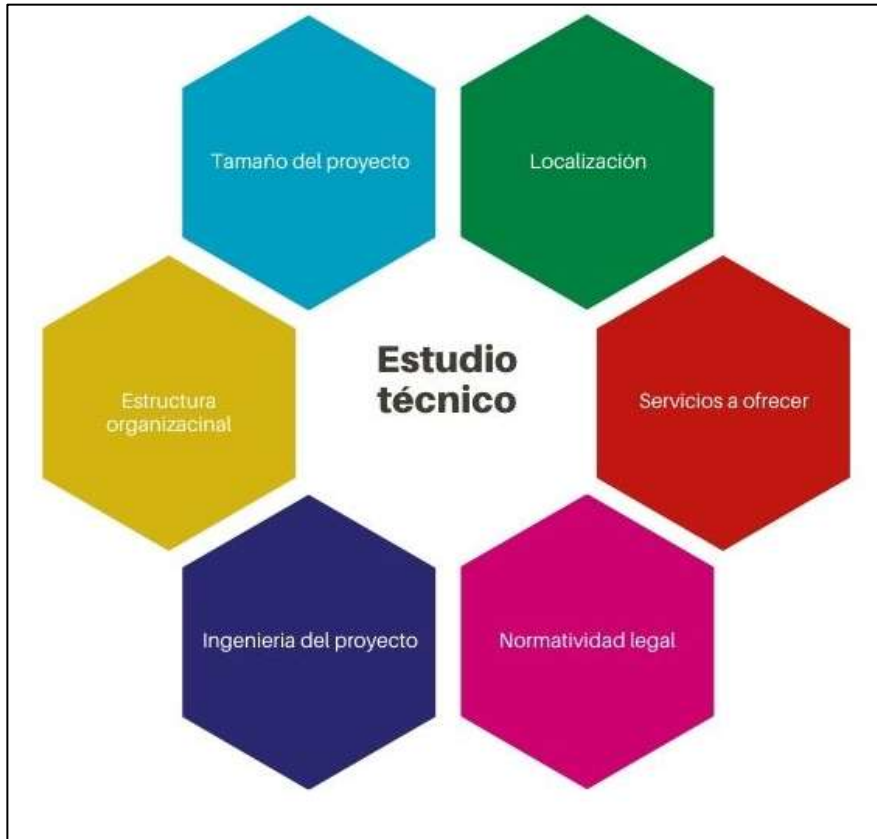 Tamaño del proyecto
Localización
Estudio
técnico
Estructura
organizacinal
Servicios a ofrecer
Ingenieria del proyecto
Normatividad legal